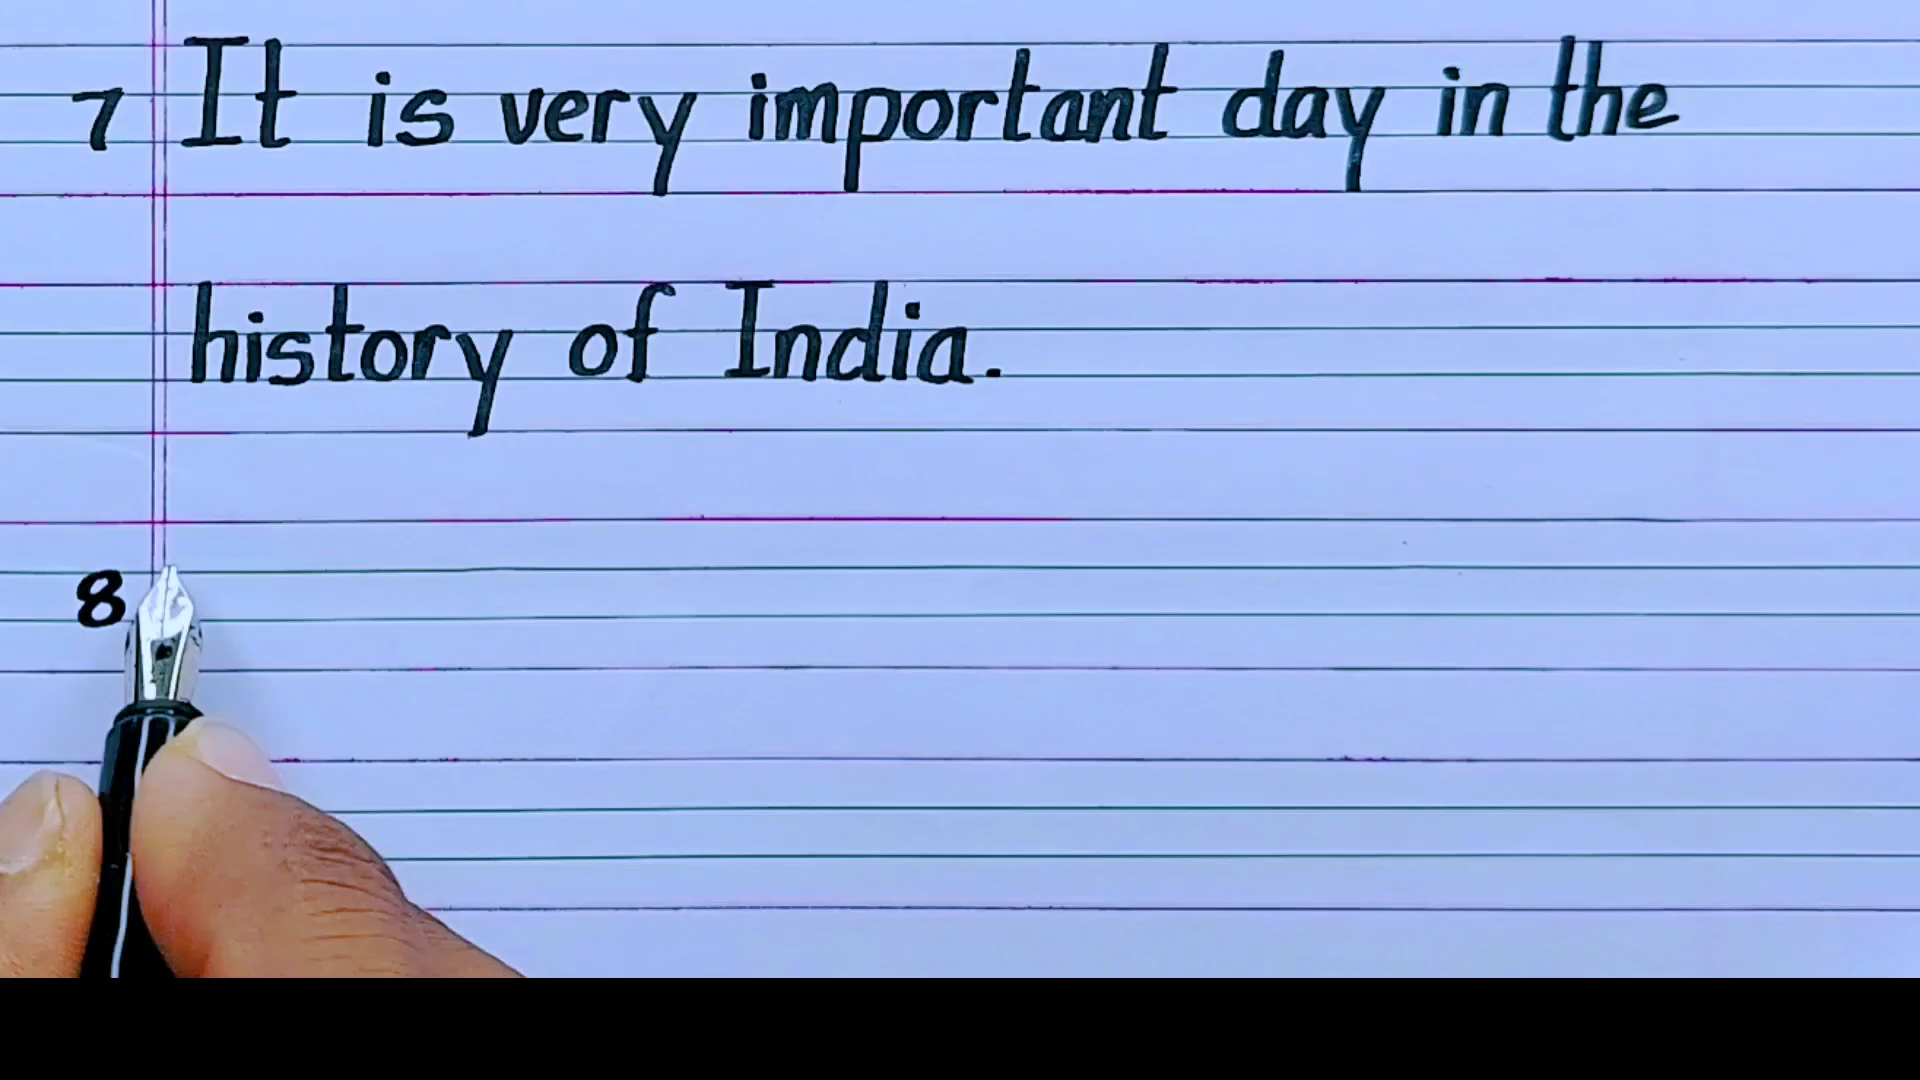 7 It is very important day in the
history of India.
8